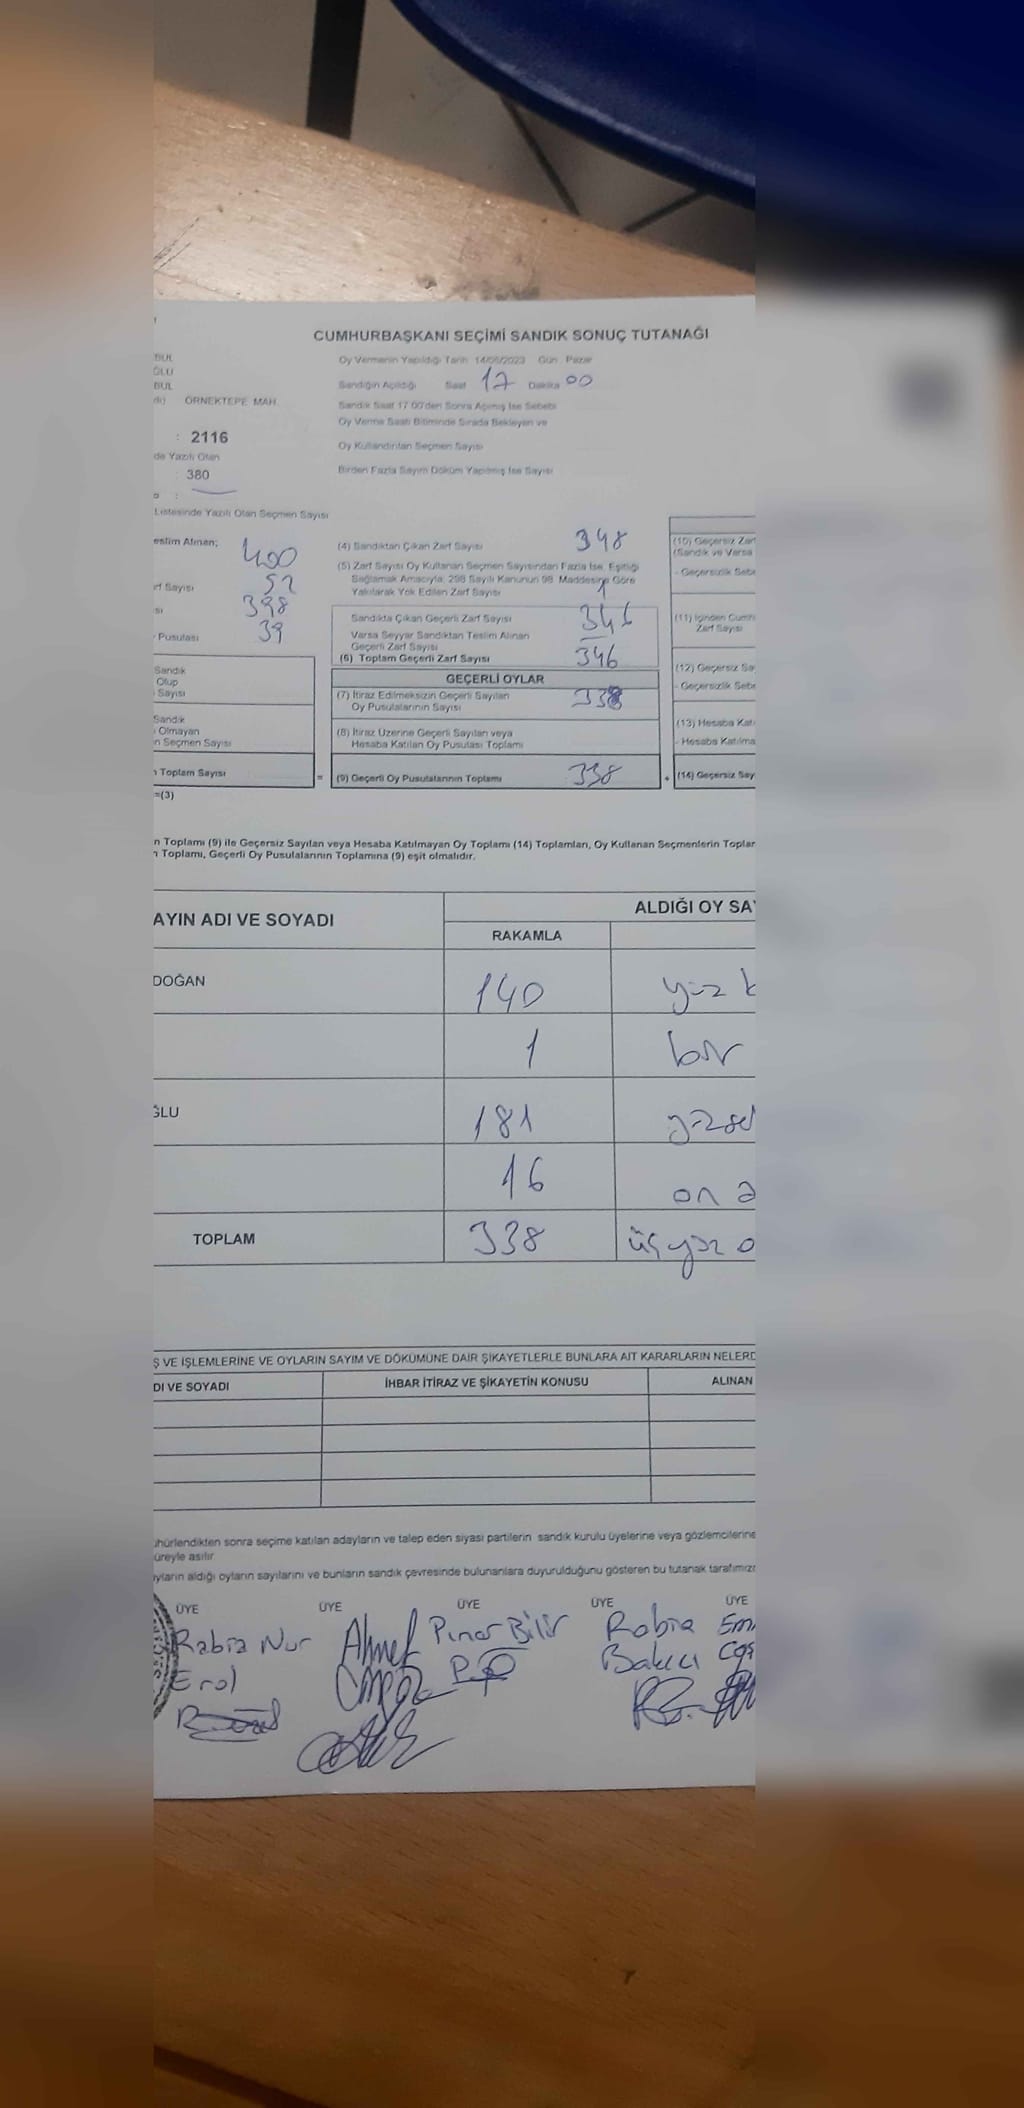 CUMHURBAŞKANI SEÇİMİ SANDIK SONUÇ TUTANAĞI
BUL
ĞLU
BUL
ÖRNEKTEPE MAH.
: 2116
de Yazılı Olan
: 380
Listesinde Yazılı Olan Seçmen Sayısı
Oy Vermenin Yapıldığı Tarih 14/05/2023 Gün Pazar
Sandığın Açıldığı Saat 17 Dakika 00
Sandık Saat 17.00'den Sonra Açımış İse Sebebi
Oy Verme Saati Bitiminde Sırada Bekleyen ve
Oy Kullandırılan Seçmen Sayısı
Birden Fazla Sayım Döküm Yapılmış İse Sayısı
eslim Alınan; 400
rf Sayısı 52
sı 398
Pusulası 39
Sandık
Olup
Sayısı
Sandık
Olmayan
n Seçmen Sayısı
n Toplam Sayısı =
=(3)
(4) Sandıktan Çıkan Zarf Sayısı 348
(5) Zarf Sayısı Oy Kullanan Seçmen Sayısından Fazla İse, Eşitliği
Sağlamak Amacıyla; 298 Sayılı Kanunun 98. Maddesine Göre
Yakılarak Yok Edilen Zarf Sayısı 1
Sandıkta Çıkan Geçerli Zarf Sayısı 346
Varsa Seyyar Sandıktan Teslim Alınan
Geçerli Zarf Sayısı
(6) Toplam Geçerli Zarf Sayısı 346
GEÇERLİ OYLAR
(7) İtiraz Edilmeksizin Geçerli Sayılan
Oy Pusulalarının Sayısı 338
(8) İtiraz Üzerine Geçerli Sayılan veya
Hesaba Katılan Oy Pusulası Toplamı
(9) Geçerli Oy Pusulalarının Toplamı 338 +
(10) Geçersiz Zarf
(Sandık ve Varsa
- Geçersizlik Sebe
(11) İçinden Cumh
Zarf Sayısı
(12) Geçersiz Sa
- Geçersizlik Sebe
(13) Hesaba Katı
- Hesaba Katılma
(14) Geçersiz Say
n Toplamı (9) ile Geçersiz Sayılan veya Hesaba Katılmayan Oy Toplamı (14) Toplamları, Oy Kullanan Seçmenlerin Toplar
n Toplamı, Geçerli Oy Pusulalarının Toplamına (9) eşit olmalıdır.
AYIN ADI VE SOYADI
ALDIĞI OY SAY
RAKAMLA
DOĞAN 140 yüz k
1 bir
ĞLU 181 yüzsek
16 on a
TOPLAM 338 üçyüz o
Ş VE İŞLEMLERİNE VE OYLARIN SAYIM VE DÖKÜMÜNE DAİR ŞİKAYETLERLE BUNLARA AİT KARARLARIN NELERD
DI VE SOYADI İHBAR İTİRAZ VE ŞİKAYETİN KONUSU ALINAN
ühürlendikten sonra seçime katılan adayların ve talep eden siyasi partilerin sandık kurulu üyelerine veya gözlemcilerine
üreyle asılır.
yların aldığı oyların sayılarını ve bunların sandık çevresinde bulunanlara duyurulduğunu gösteren bu tutanak tarafımızı
ÜYE ÜYE ÜYE ÜYE ÜYE
Rabia Nur Ahmet Pınar Bilir Rabia Em
Erol Bakıcı